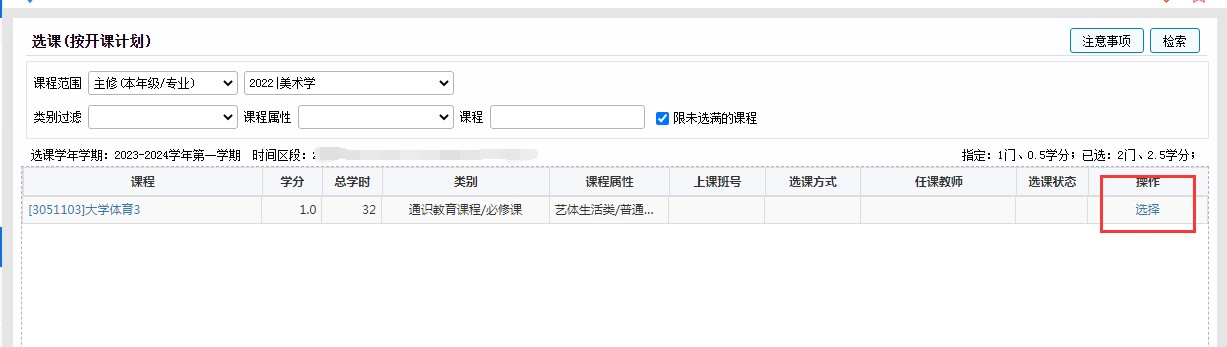 选课(按开课计划) 注意事项 检索
课程范围 主修(本年级/专业) 2022|美术学
类别过滤 课程属性 课程 限未选满的课程
选课学年学期：2023-2024学年第一学期 时间区段： 指定：1门、0.5学分；已选：2门、2.5学分；
课程 学分 总学时 类别 课程属性 上课班号 选课方式 任课教师 选课状态 操作
[3051103]大学体育3 1.0 32 通识教育课程/必修课 艺体生活类/普通... 选择